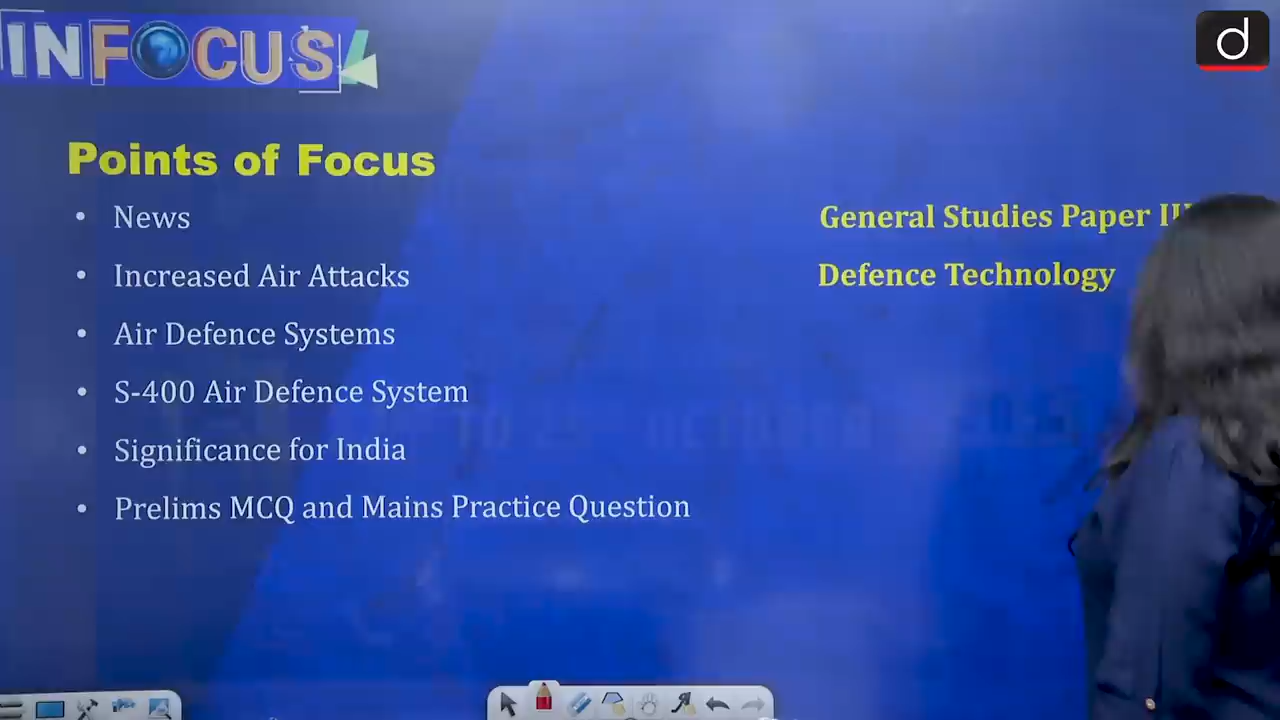 INFOCUS
d
Points of Focus
• News
• Increased Air Attacks
• Air Defence Systems
• S-400 Air Defence System
• Significance for India
• Prelims MCQ and Mains Practice Question
General Studies Paper III
Defence Technology